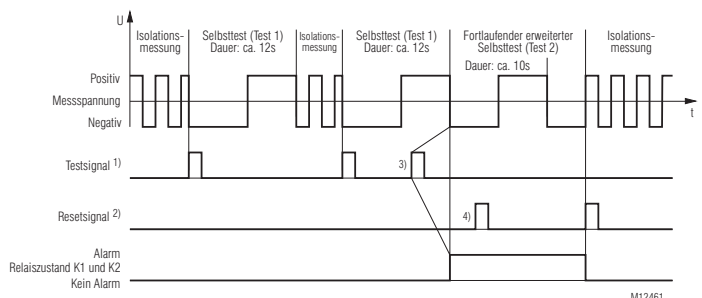 U
Isolations-
messung
Selbsttest (Test 1)
Dauer: ca. 12s
Isolations-
messung
Selbsttest (Test 1)
Dauer: ca. 12s
Fortlaufender erweiterter
Selbsttest (Test 2)
Dauer: ca. 10s
Isolations-
messung
Positiv
Messspannung
Negativ
t
Testsignal 1)
3)
Resetsignal 2)
4)
Alarm
Relaiszustand K1 und K2
Kein Alarm
M12461